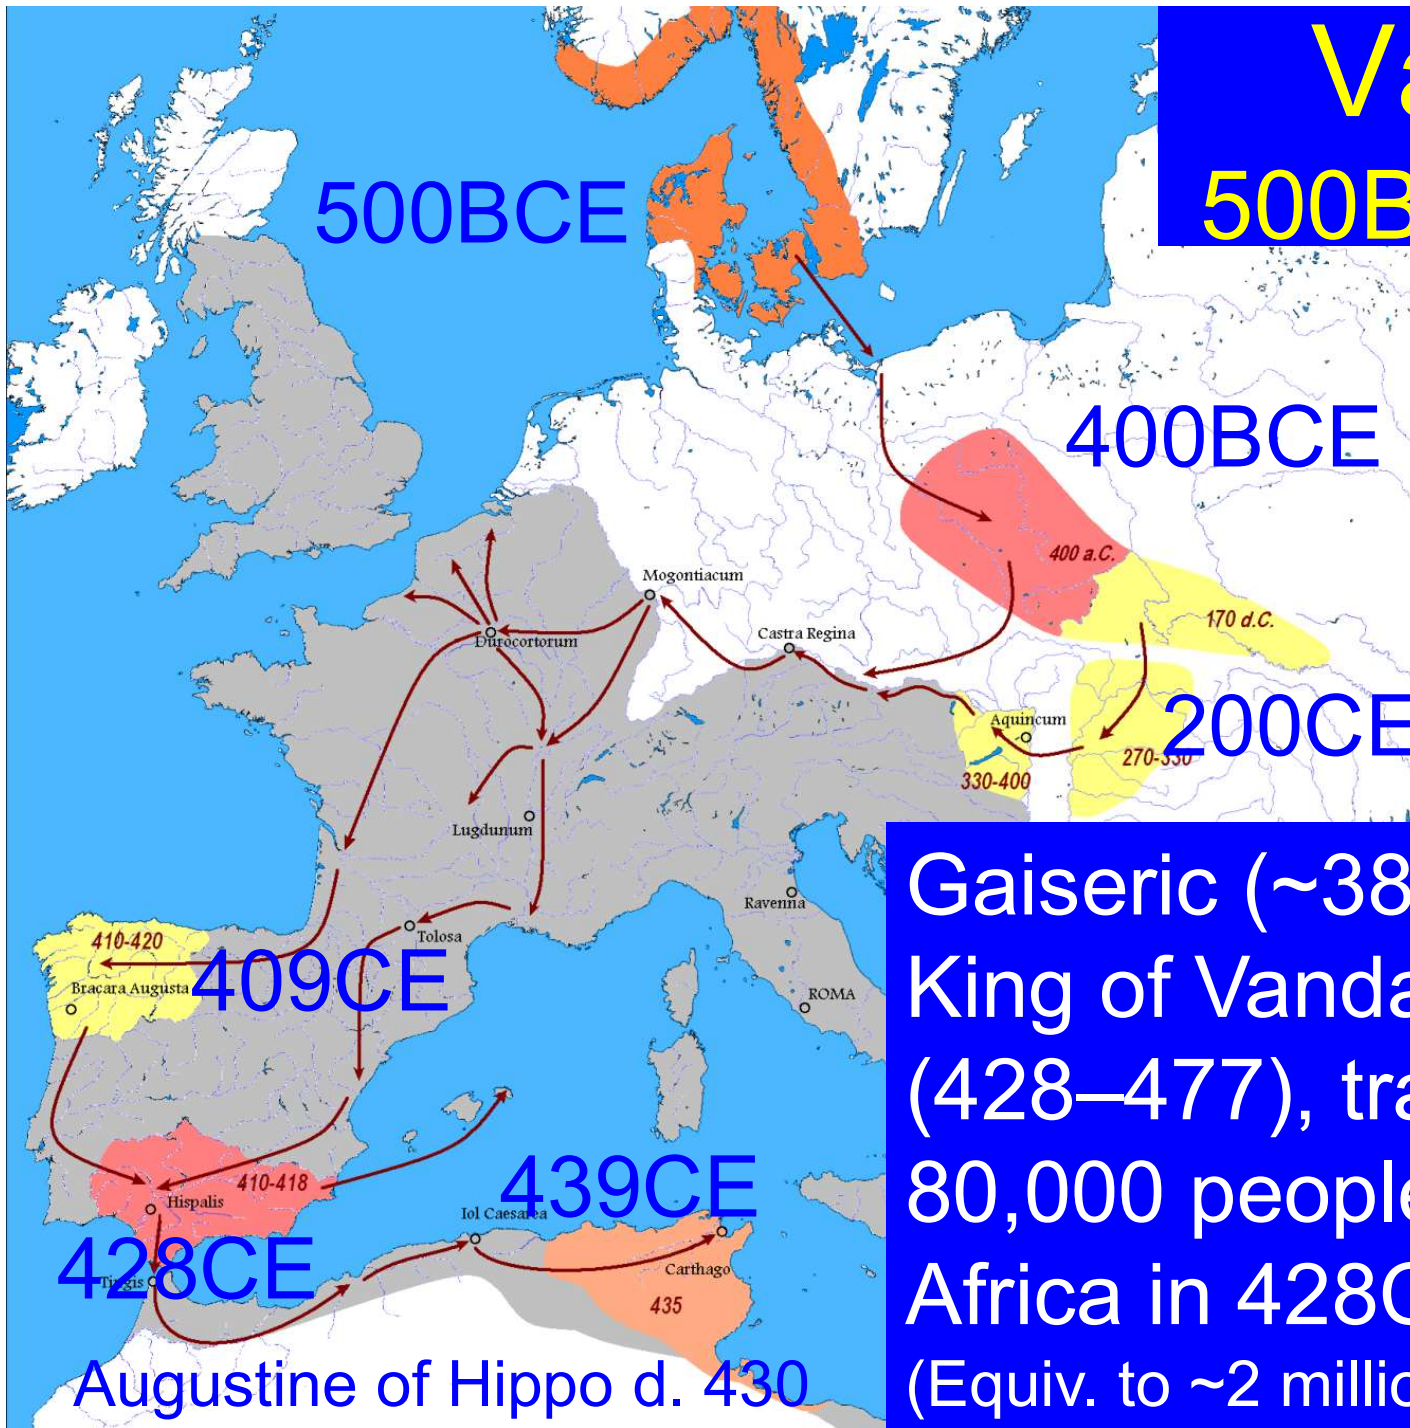 Va
500B
500BCE
400BCE
400 a.C.
Mogontiacum
170 d.C.
Castra Regina
Durocortorum
200CE
Aquincum
270-330
330-400
Lugdunum
Gaiseric (~38
Ravenna
410-420
Tolosa
409CE
Bracara Augusta
King of Vanda
ROMA
(428–477), tra
439CE
410-418
80,000 people
Hispalis
Iol Caesarea
428CE
Tingis
Carthago
Africa in 428C
435
Augustine of Hippo d. 430
(Equiv. to ~2 millio